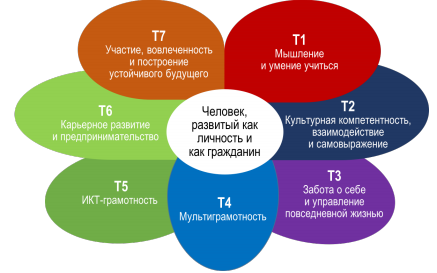 T7
Участие, вовлеченность
и построение
устойчивого будущего
T1
Мышление
и умение учиться
T6
Карьерное развитие
и предпринимательство
Человек,
развитый как
личность и
как гражданин
T2
Культурная компетентность,
взаимодействие
и самовыражение
T5
ИКТ-грамотность
T4
Мультиграмотность
T3
Забота о себе
и управление
повседневной жизнью